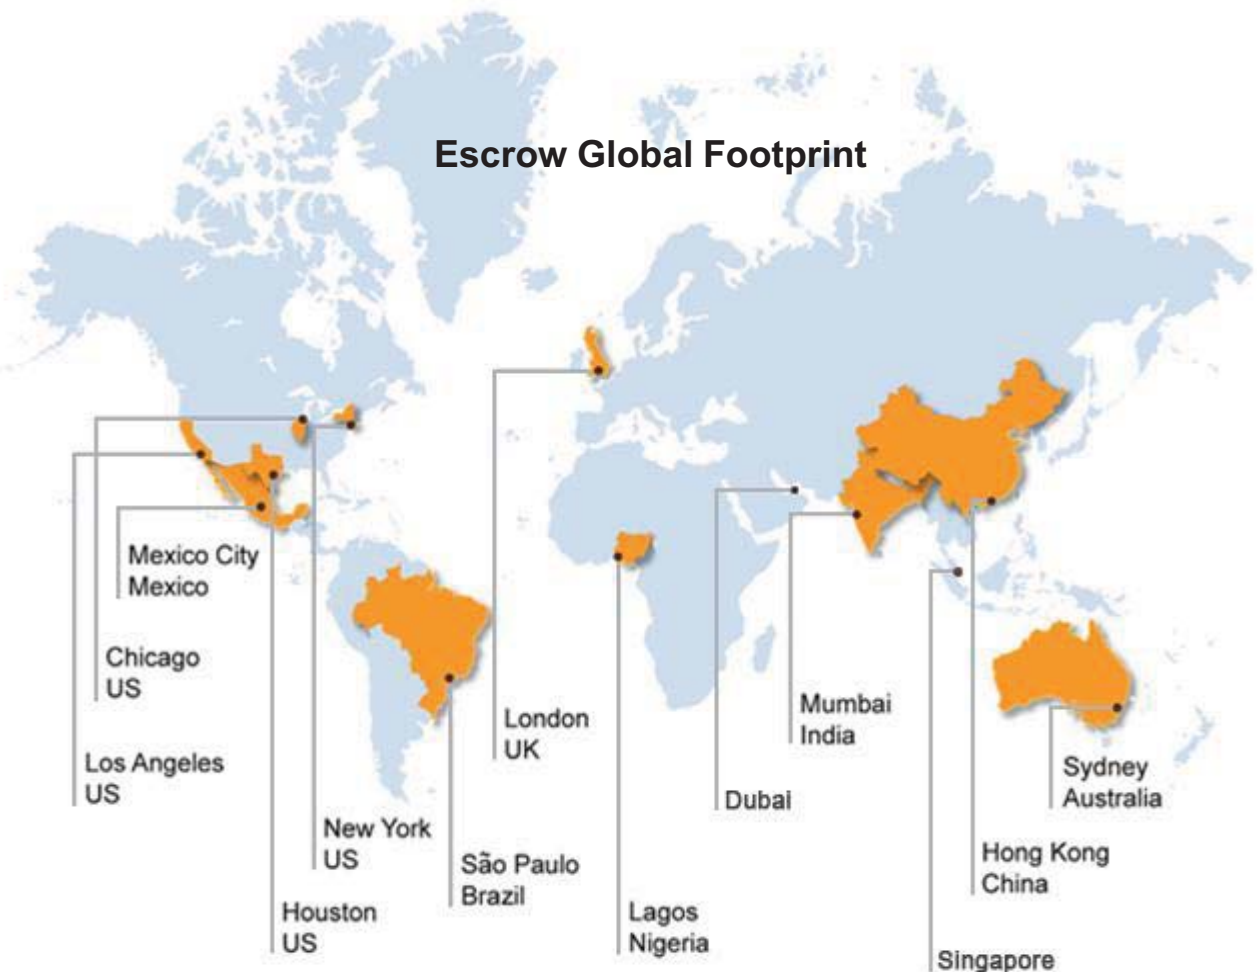 Escrow Global Footprint
Mexico City
Mexico
Chicago
US
Los Angeles
US
New York
US
Houston
US
São Paulo
Brazil
London
UK
Lagos
Nigeria
Dubai
Mumbai
India
Sydney
Australia
Hong Kong
China
Singapore